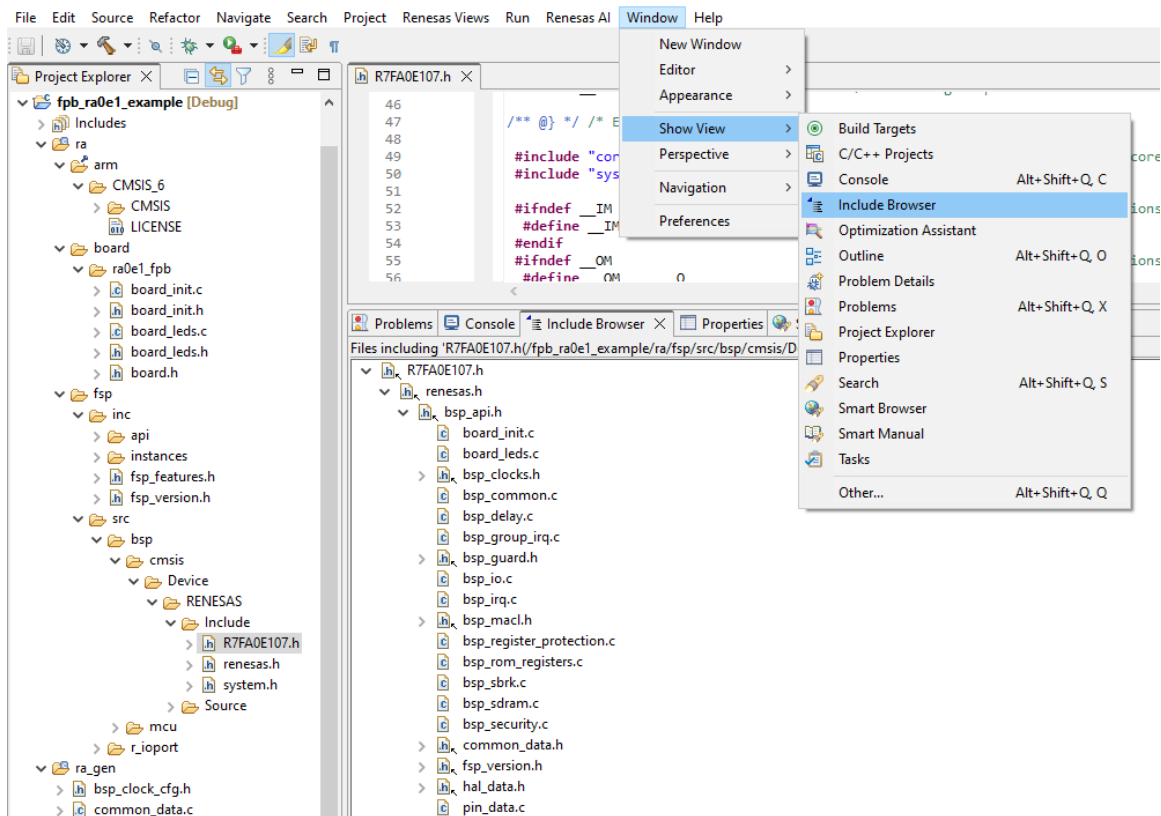 File Edit Source Refactor Navigate Search Project Renesas Views Run Renesas AI Window Help
Project Explorer
fpb_ra0e1_example [Debug]
Includes
ra
arm
CMSIS_6
CMSIS
LICENSE
board
ra0e1_fpb
board_init.c
board_init.h
board_leds.c
board_leds.h
board.h
fsp
inc
api
instances
fsp_features.h
fsp_version.h
src
bsp
cmsis
Device
RENESAS
Include
R7FA0E107.h
renesas.h
system.h
Source
mcu
r_ioport
ra_gen
bsp_clock_cfg.h
common_data.c
R7FA0E107.h
46
47 /** @} */ /* E
48
49 #include "cor
50 #include "sys
51
52 #ifndef __IM
53 #define __IM
54 #endif
55 #ifndef __OM
56 #define __OM O
core
ions
ions
New Window
Editor
Appearance
Show View
Perspective
Navigation
Preferences
Build Targets
C/C++ Projects
Console Alt+Shift+Q, C
Include Browser
Optimization Assistant
Outline Alt+Shift+Q, O
Problem Details
Problems Alt+Shift+Q, X
Project Explorer
Properties
Search Alt+Shift+Q, S
Smart Browser
Smart Manual
Tasks
Other... Alt+Shift+Q, Q
Problems Console Include Browser Properties
Files including 'R7FA0E107.h(/fpb_ra0e1_example/ra/fsp/src/bsp/cmsis/D
R7FA0E107.h
renesas.h
bsp_api.h
board_init.c
board_leds.c
bsp_clocks.h
bsp_common.c
bsp_delay.c
bsp_group_irq.c
bsp_guard.h
bsp_io.c
bsp_irq.c
bsp_macl.h
bsp_register_protection.c
bsp_rom_registers.c
bsp_sbrk.c
bsp_sdram.c
bsp_security.c
common_data.h
fsp_version.h
hal_data.h
pin_data.c